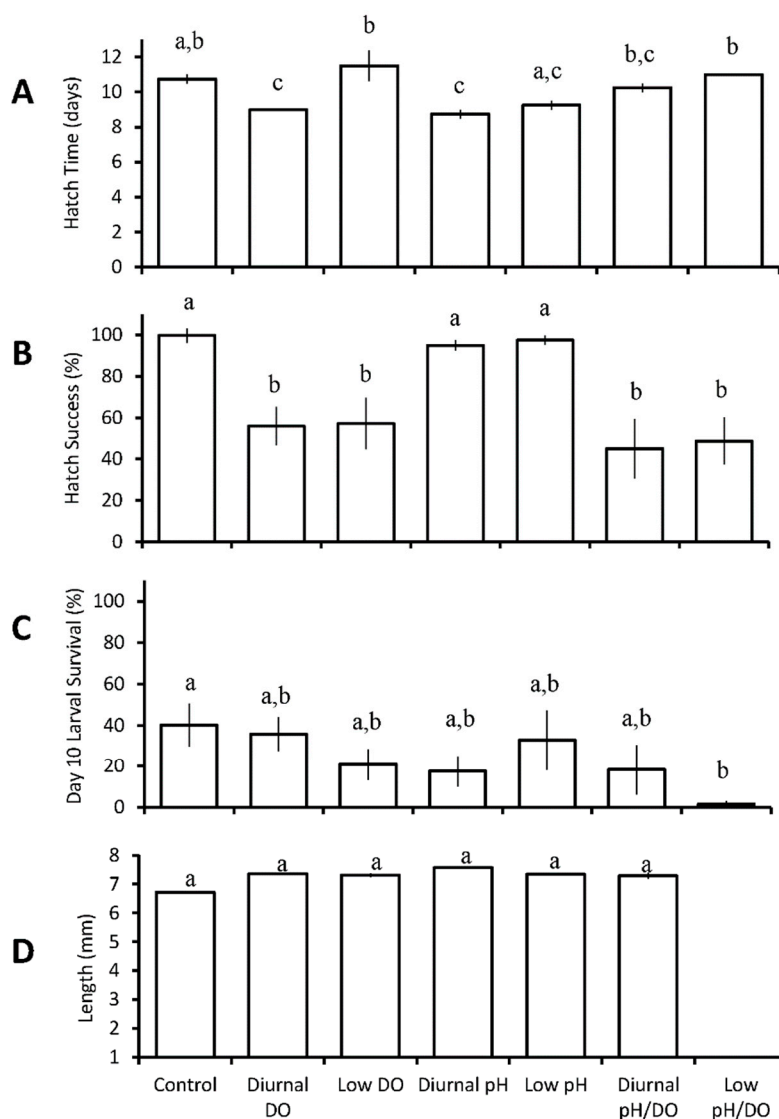 A
Hatch Time (days)
12
10
8
6
4
2
0
a,b
c
b
c
a,c
b,c
b
B
Hatch Success (%)
100
80
60
40
20
0
a
b
b
a
a
b
b
C
Day 10 Larval Survival (%)
100
80
60
40
20
0
a
a,b
a,b
a,b
a,b
a,b
b
D
Length (mm)
8
7
6
5
4
3
2
1
a
a
a
a
a
a
Control
Diurnal
DO
Low DO
Diurnal pH
Low pH
Diurnal
pH/DO
Low
pH/DO